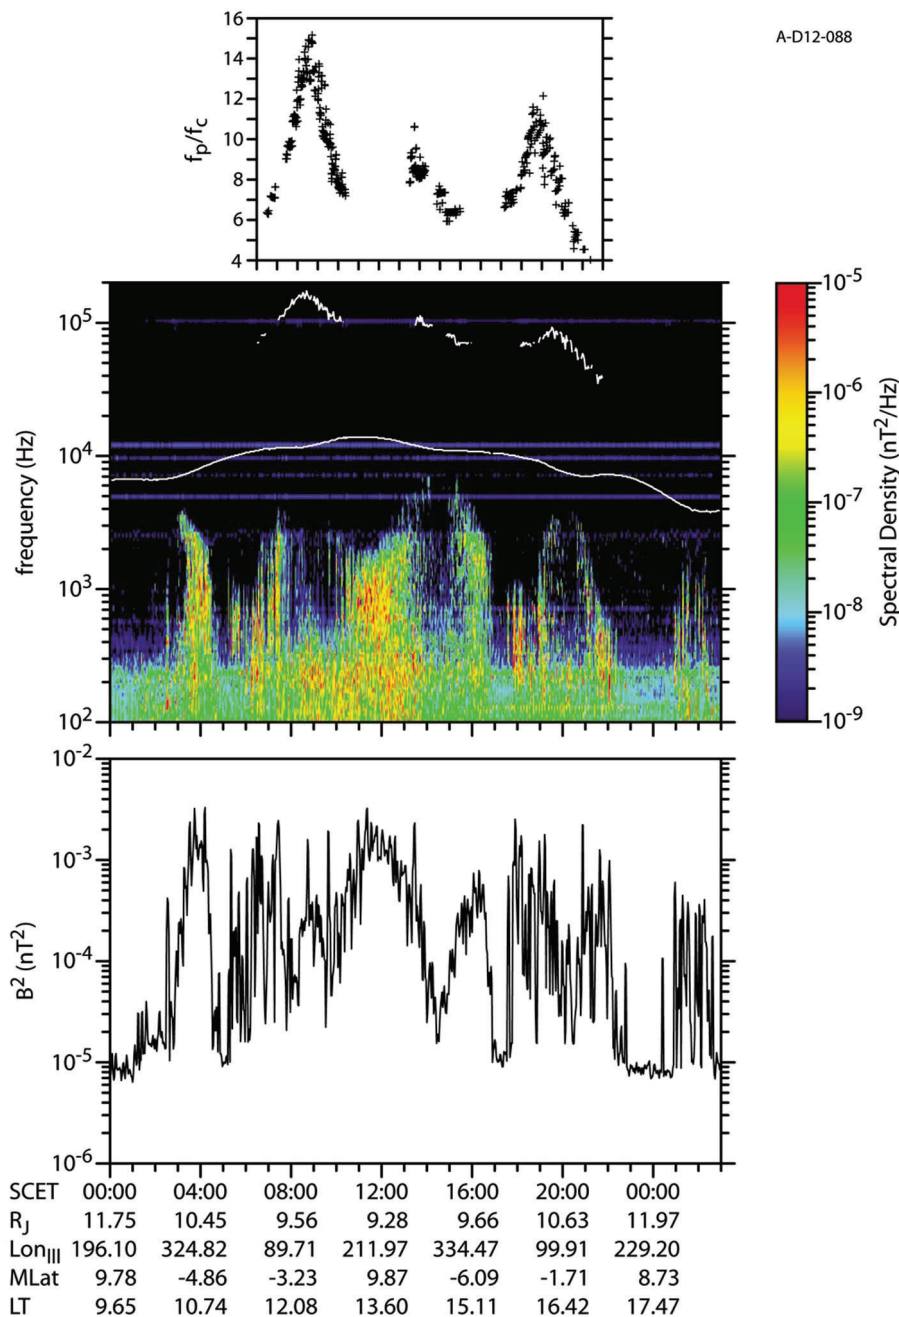 A-D12-088
16
14
12
10
8
6
4
f_p/f_c
10^5
10^4
10^3
10^2
frequency (Hz)
10^-5
10^-6
10^-7
10^-8
10^-9
Spectral Density (nT^2/Hz)
10^-2
10^-3
10^-4
10^-5
10^-6
B^2 (nT^2)
SCET 00:00 04:00 08:00 12:00 16:00 20:00 00:00
R_J 11.75 10.45 9.56 9.28 9.66 10.63 11.97
Lon_III 196.10 324.82 89.71 211.97 334.47 99.91 229.20
MLat 9.78 -4.86 -3.23 9.87 -6.09 -1.71 8.73
LT 9.65 10.74 12.08 13.60 15.11 16.42 17.47